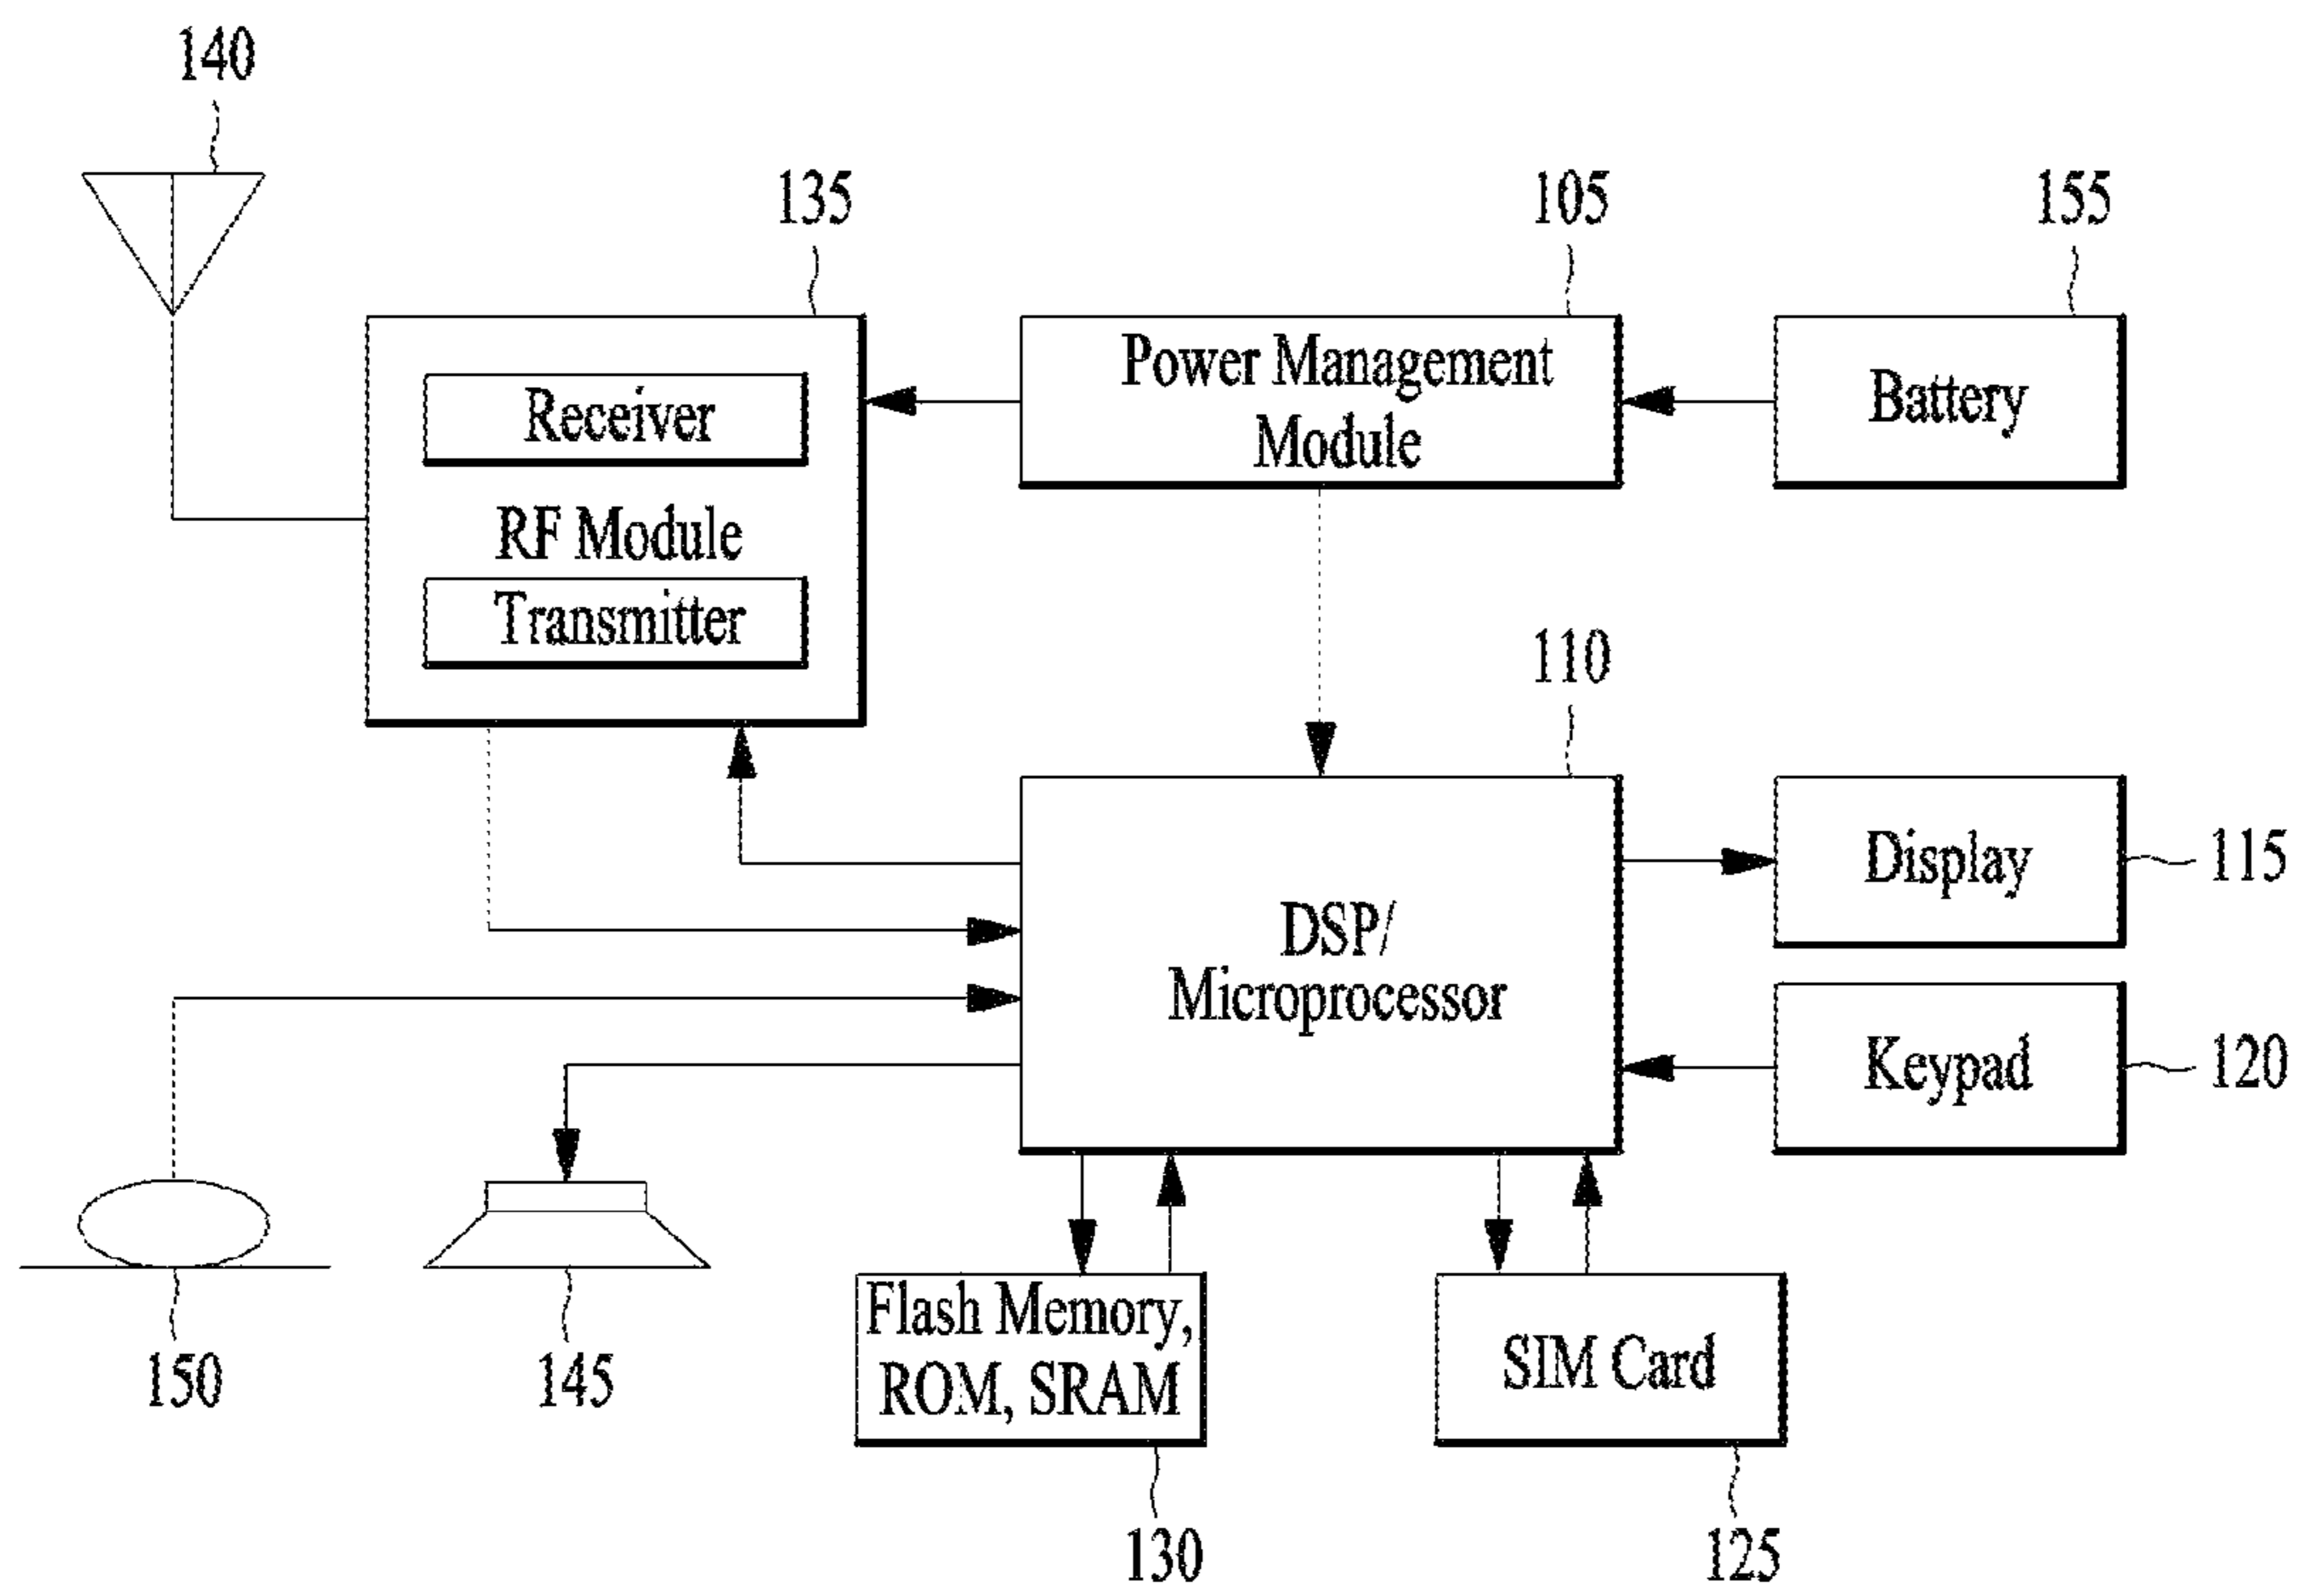 140
135
105
155
Receiver
RF Module
Transmitter
Power Management
Module
Battery
110
DSP/
Microprocessor
Display
115
Keypad
120
150
145
Flash Memory,
ROM, SRAM
SIM Card
130
125